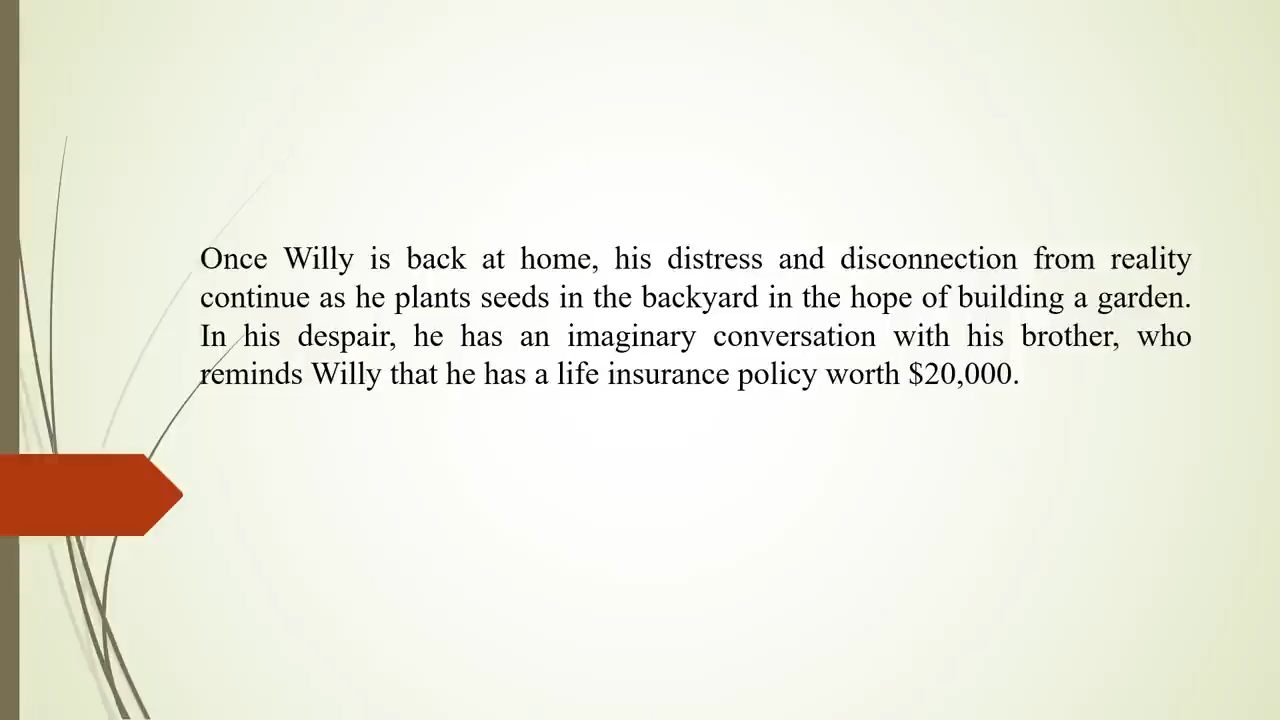 Once Willy is back at home, his distress and disconnection from reality
continue as he plants seeds in the backyard in the hope of building a garden.
In his despair, he has an imaginary conversation with his brother, who
reminds Willy that he has a life insurance policy worth $20,000.